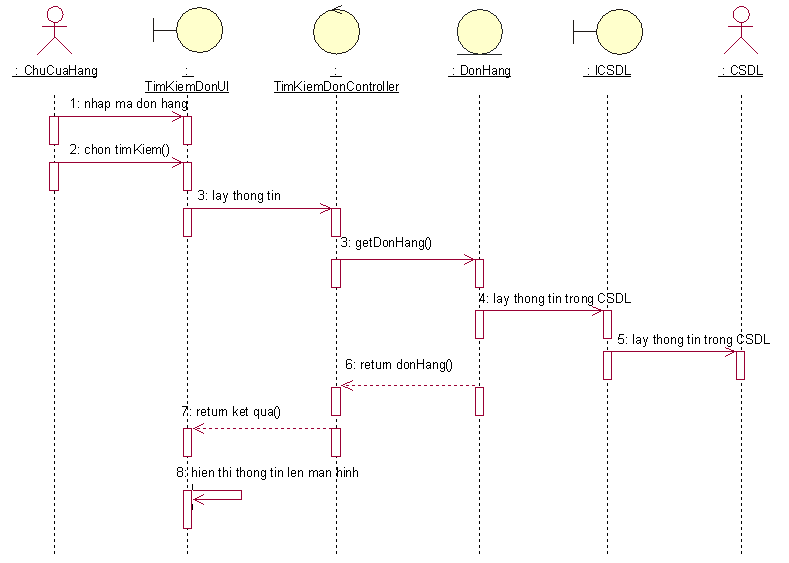 : ChuCuaHang
:
TimKiemDonUI
:
TimKiemDonController
: DonHang
: ICSDL
: CSDL
1: nhap ma don hang
2: chon timKiem()
3: lay thong tin
3: getDonHang()
4: lay thong tin trong CSDL
5: lay thong tin trong CSDL
6: return donHang()
7: return ket qua()
8: hien thi thong tin len man hinh